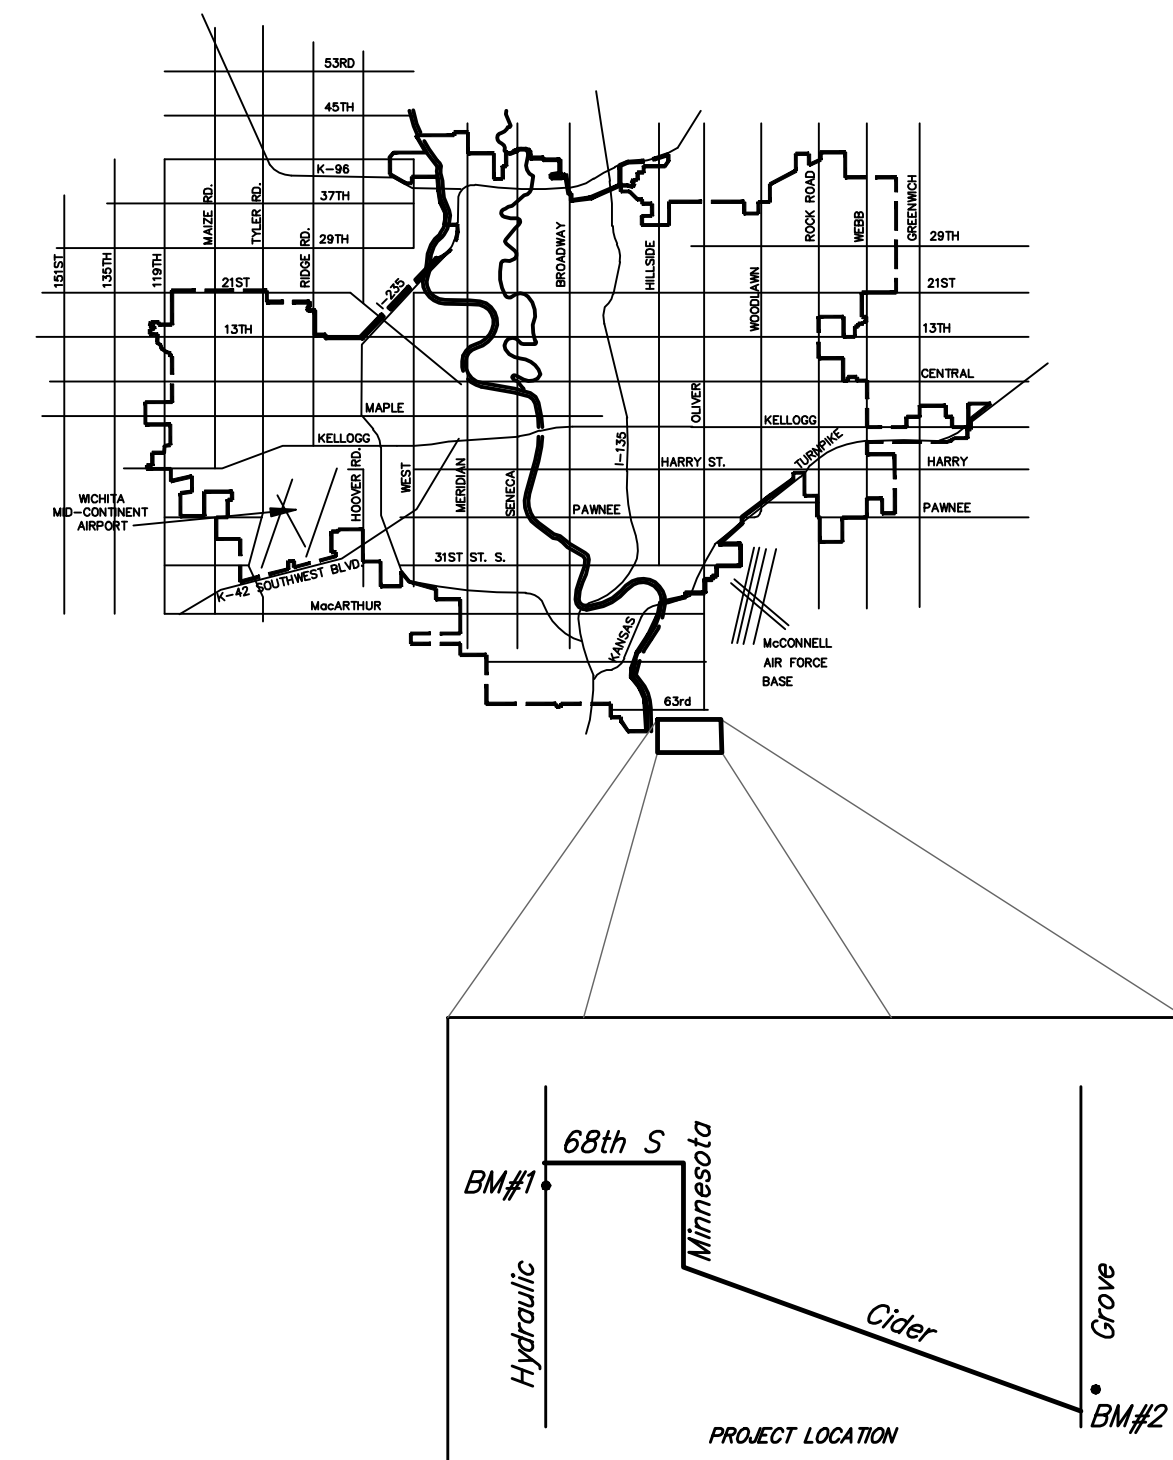 53RD
45TH
K-96
37TH
29TH
MAIZE RD.
TYLER RD.
RIDGE RD.
151ST
135TH
119TH
21ST
I-235
13TH
BROADWAY
HILLSIDE
WOODLAWN
ROCK ROAD
WEBB
GREENWICH
29TH
21ST
13TH
CENTRAL
MAPLE
KELLOGG
OLIVER
KELLOGG
HOOVER RD.
WEST
MERIDIAN
SENECA
I-135
HARRY ST.
TURNPIKE
HARRY
WICHITA
MID-CONTINENT
AIRPORT
PAWNEE
PAWNEE
31ST ST. S.
K-42 SOUTHWEST BLVD.
MacARTHUR
KANSAS
McCONNELL
AIR FORCE
BASE
63rd
68th S
BM#1
Minnesota
Hydraulic
Cider
Grove
BM#2
PROJECT LOCATION